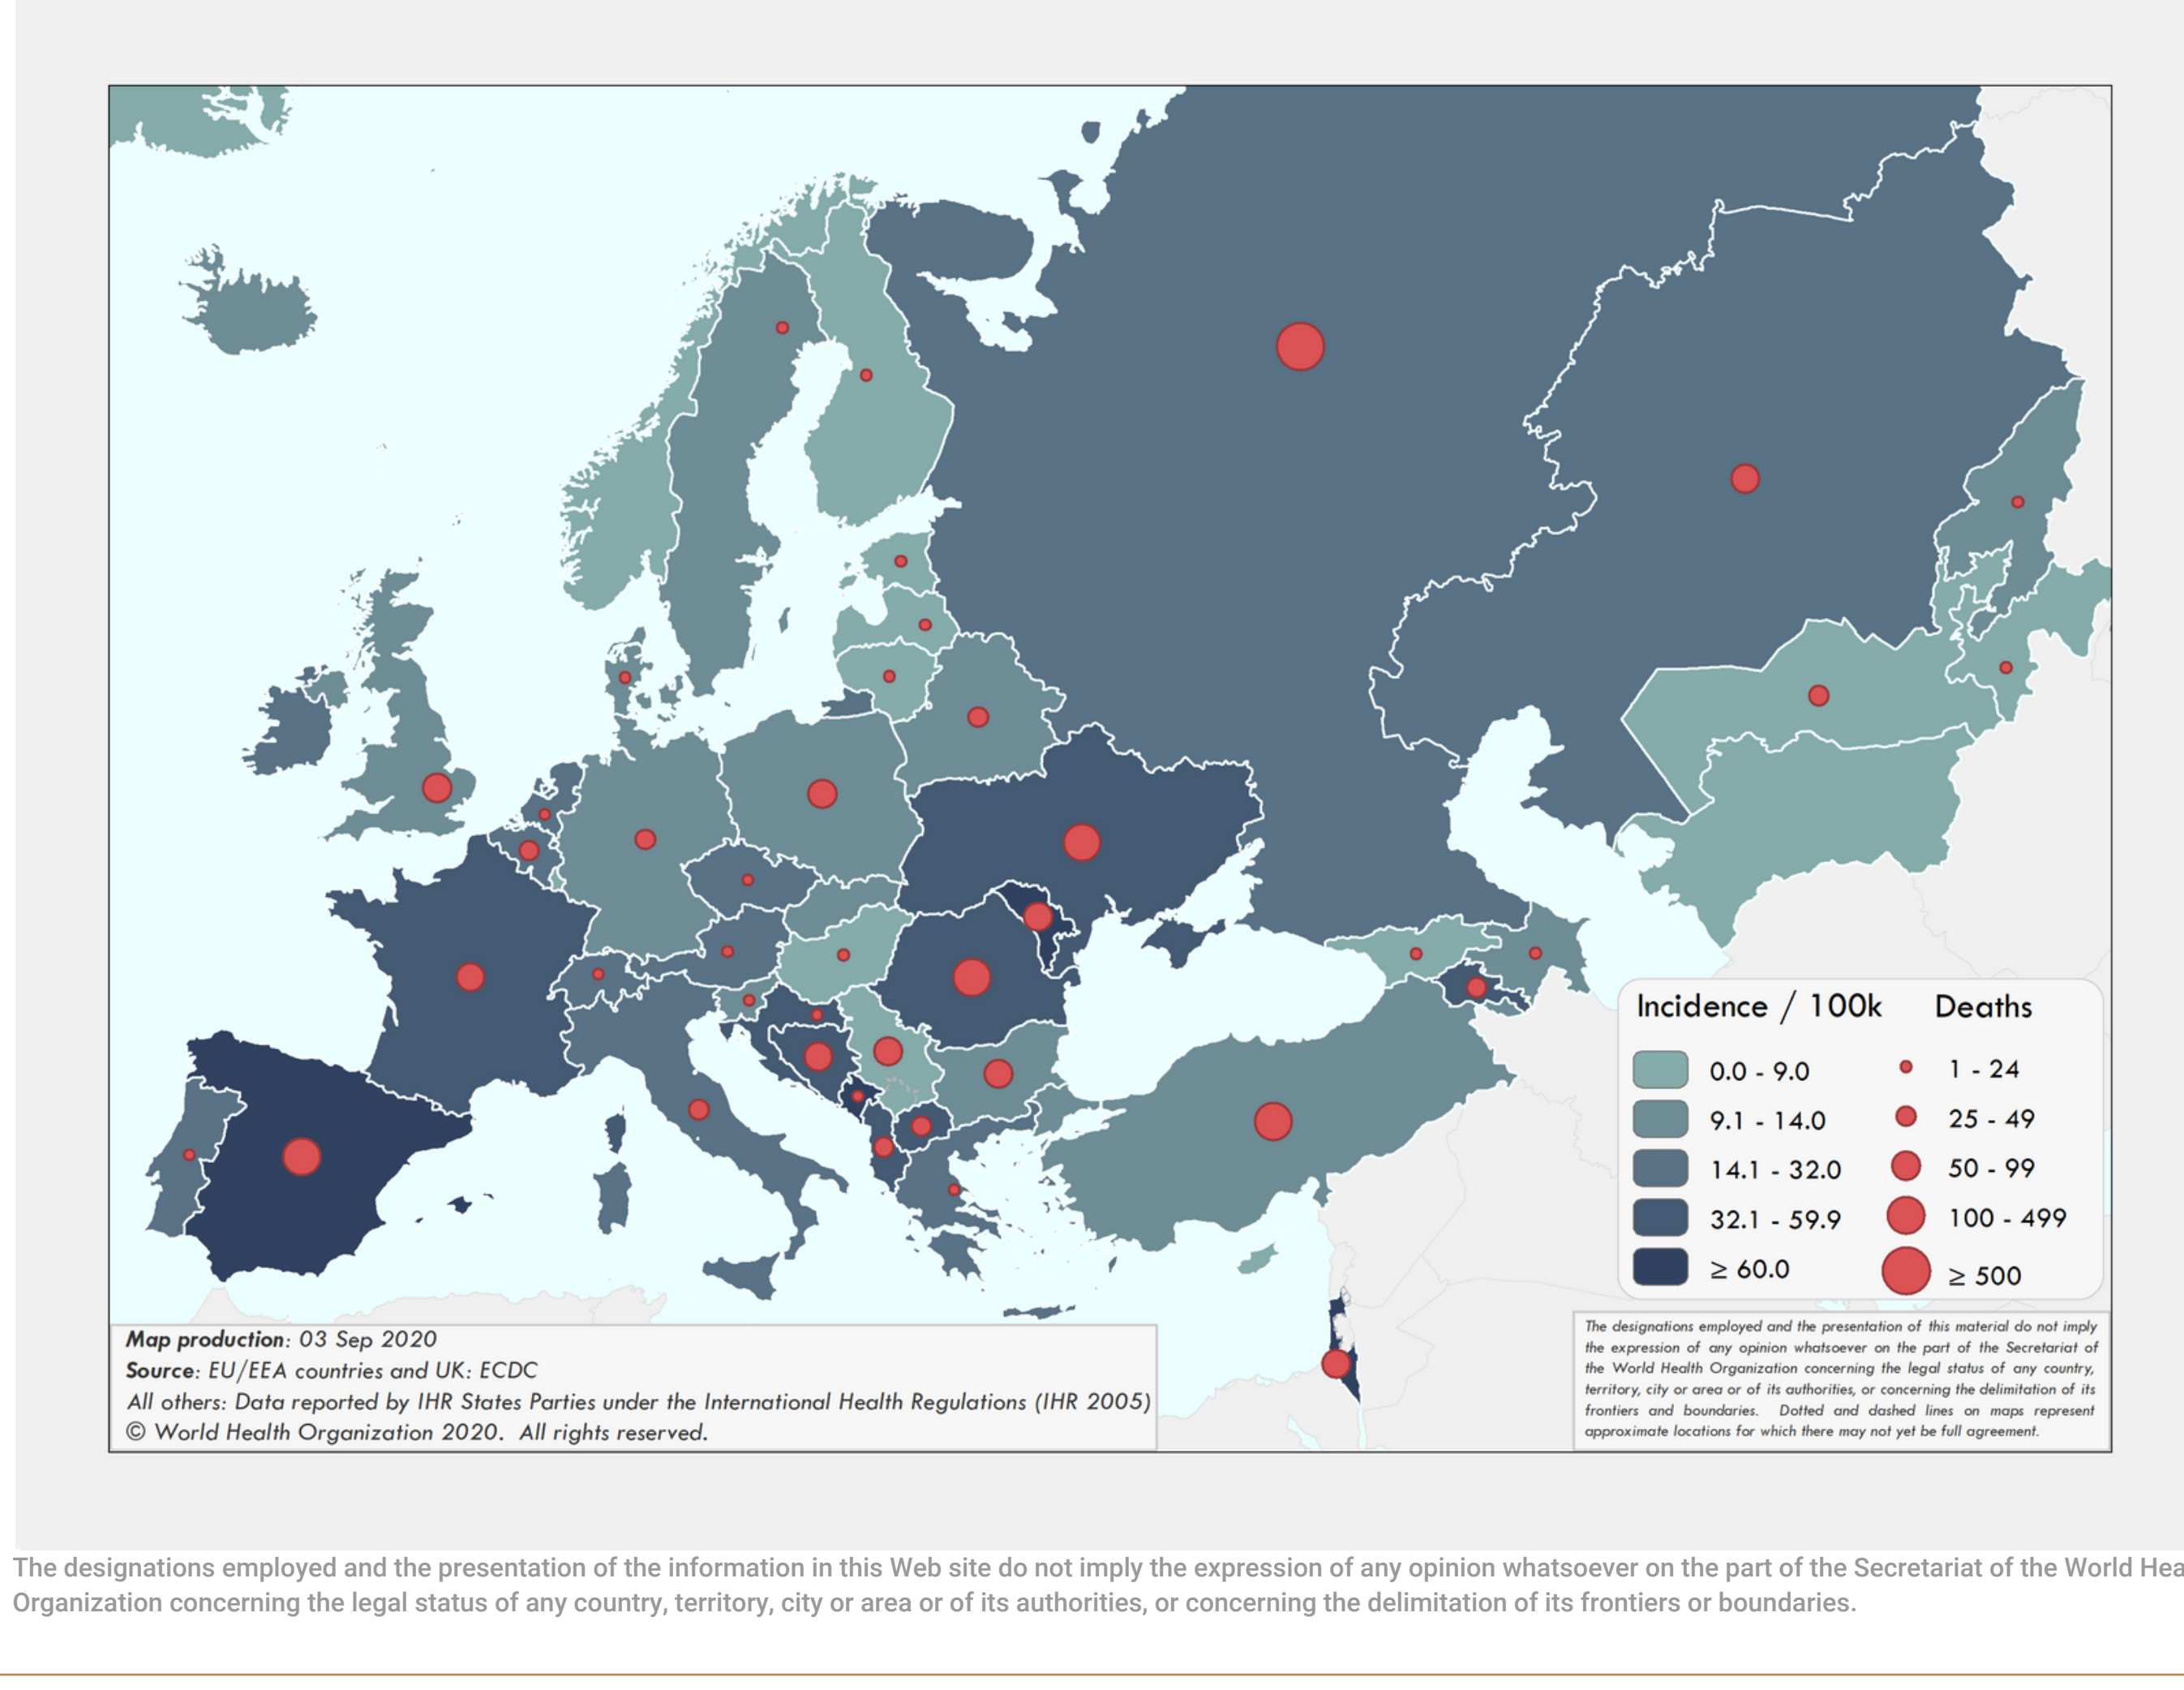 Incidence / 100k Deaths
0.0 - 9.0 1 - 24
9.1 - 14.0 25 - 49
14.1 - 32.0 50 - 99
32.1 - 59.9 100 - 499
≥ 60.0 ≥ 500
Map production: 03 Sep 2020
Source: EU/EEA countries and UK: ECDC
All others: Data reported by IHR States Parties under the International Health Regulations (IHR 2005)
© World Health Organization 2020. All rights reserved.
The designations employed and the presentation of this material do not imply
the expression of any opinion whatsoever on the part of the Secretariat of
the World Health Organization concerning the legal status of any country,
territory, city or area or of its authorities, or concerning the delimitation of its
frontiers and boundaries. Dotted and dashed lines on maps represent
approximate locations for which there may not yet be full agreement.
The designations employed and the presentation of the information in this Web site do not imply the expression of any opinion whatsoever on the part of the Secretariat of the World Hea
Organization concerning the legal status of any country, territory, city or area or of its authorities, or concerning the delimitation of its frontiers or boundaries.